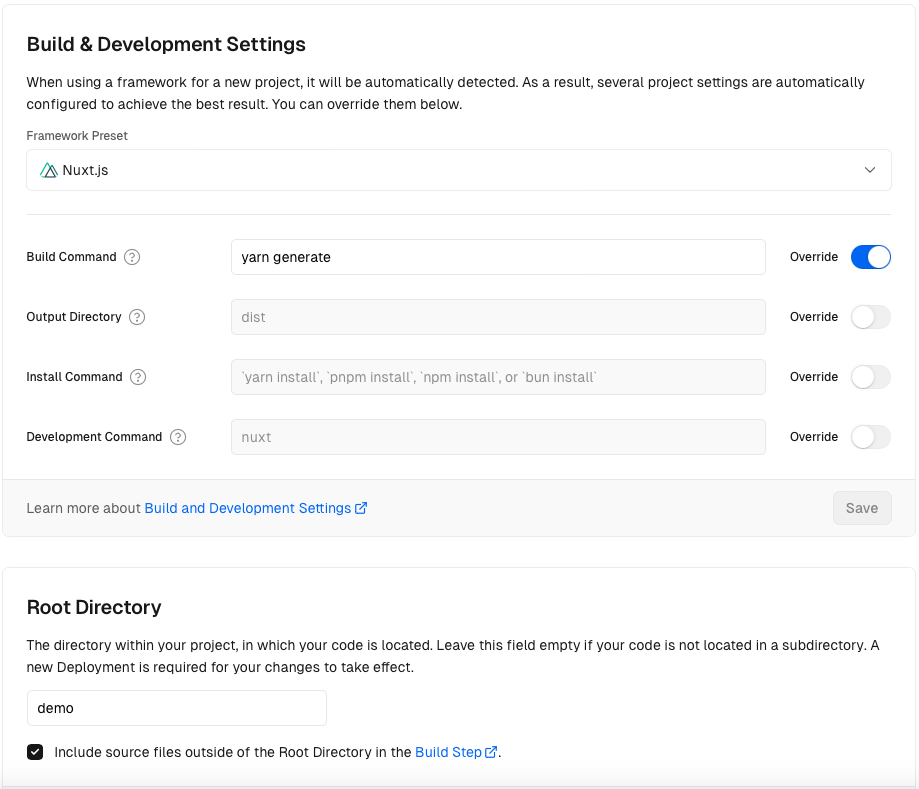 Build & Development Settings
When using a framework for a new project, it will be automatically detected. As a result, several project settings are automatically
configured to achieve the best result. You can override them below.
Framework Preset
Nuxt.js
Build Command ?
yarn generate
Override
Output Directory ?
dist
Override
Install Command ?
`yarn install`, `pnpm install`, `npm install`, or `bun install`
Override
Development Command ?
nuxt
Override
Learn more about Build and Development Settings
Save
Root Directory
The directory within your project, in which your code is located. Leave this field empty if your code is not located in a subdirectory. A
new Deployment is required for your changes to take effect.
demo
Include source files outside of the Root Directory in the Build Step.